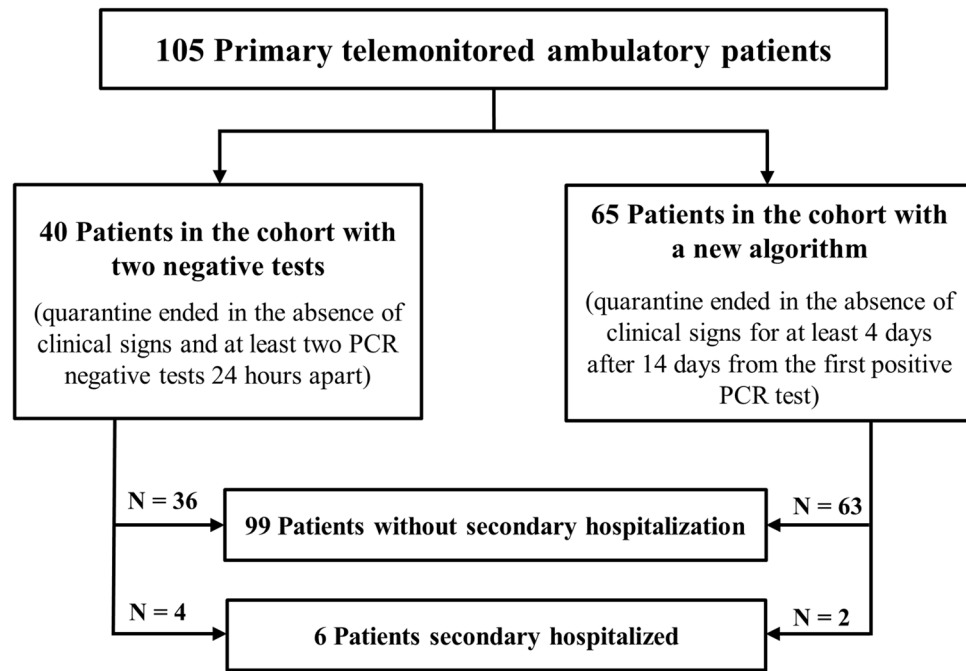 105 Primary telemonitored ambulatory patients
40 Patients in the cohort with
two negative tests
(quarantine ended in the absence of
clinical signs and at least two PCR
negative tests 24 hours apart)
65 Patients in the cohort with
a new algorithm
(quarantine ended in the absence of
clinical signs for at least 4 days
after 14 days from the first positive
PCR test)
N = 36
99 Patients without secondary hospitalization
N = 63
N = 4
6 Patients secondary hospitalized
N = 2